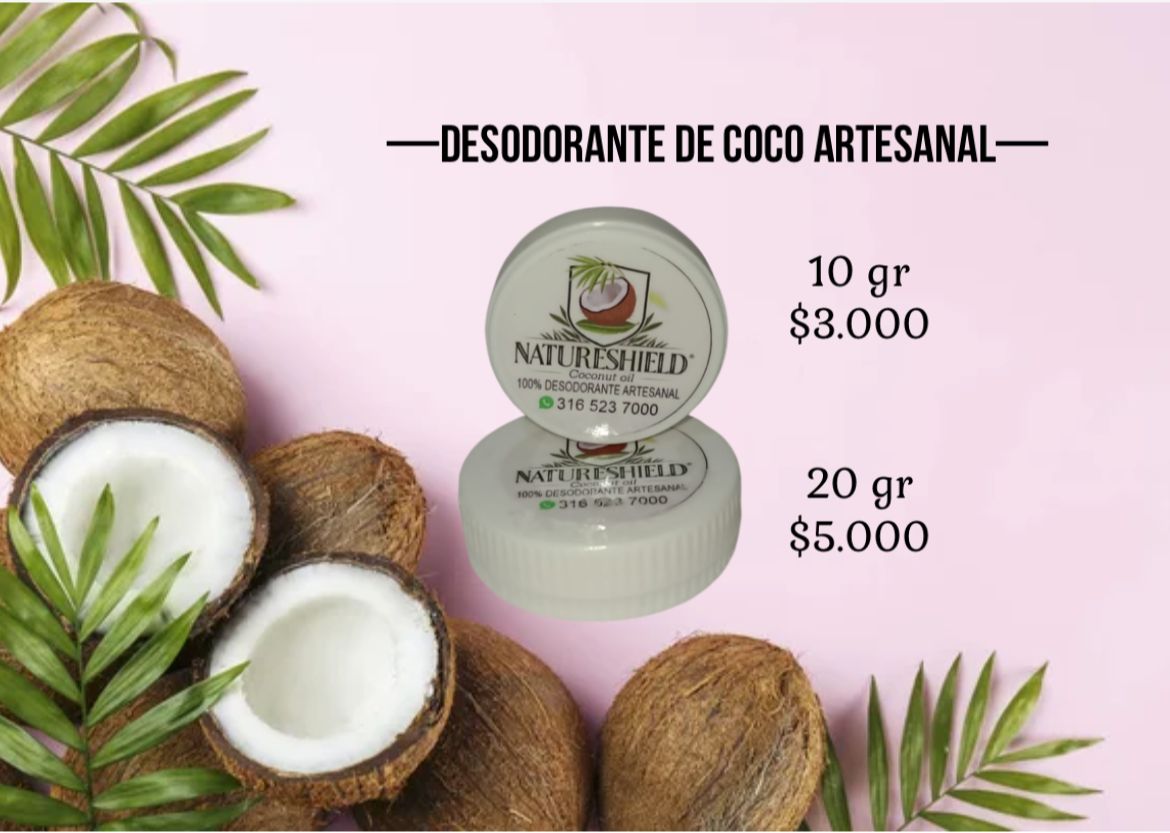 —DESODORANTE DE COCO ARTESANAL—
10 gr
$3.000
NATURESHIELD®
Coconut oil
100% DESODORANTE ARTESANAL
316 523 7000
NATURESHIELD®
Coconut oil
100% DESODORANTE ARTESANAL
316 523 7000
20 gr
$5.000